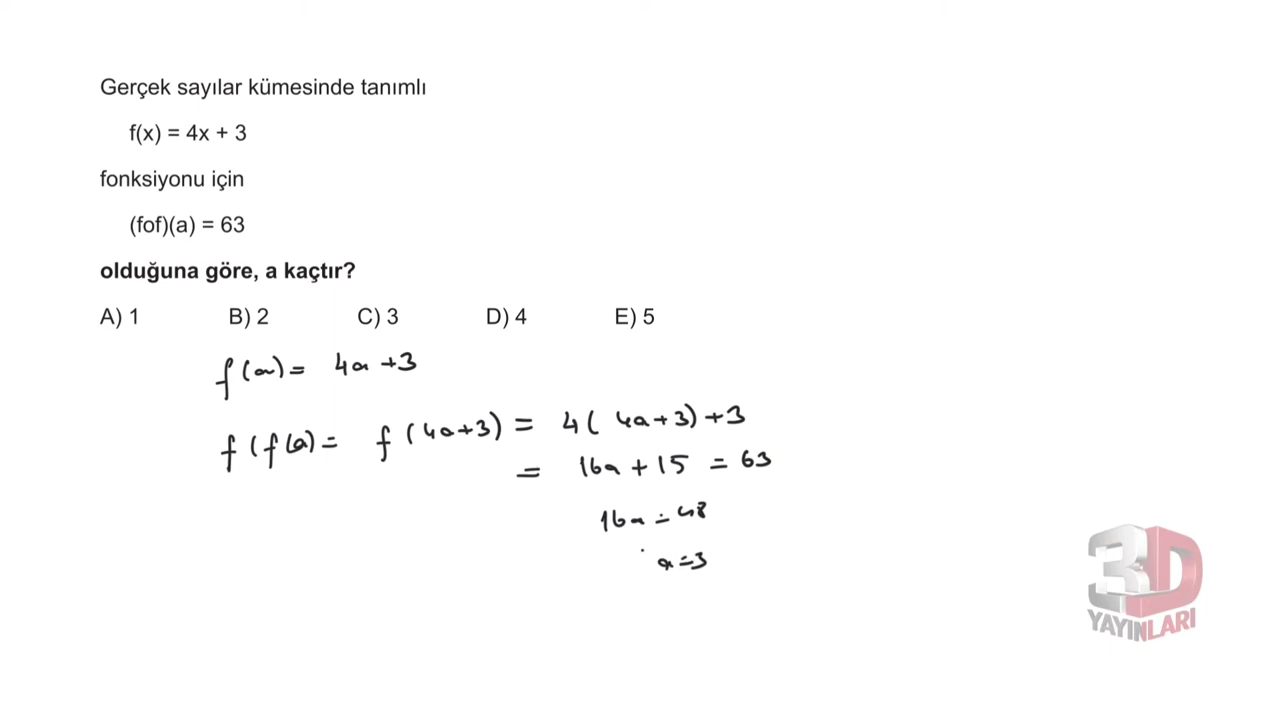 Gerçek sayılar kümesinde tanımlı
f(x) = 4x + 3
fonksiyonu için
(fof)(a) = 63
olduğuna göre, a kaçtır?
A) 1 B) 2 C) 3 D) 4 E) 5
f(a) = 4a + 3
f(f(a) = f(4a+3) = 4(4a+3)+3
= 16a + 15 = 63
16a = 48
a = 3
3D
YAYINLARI